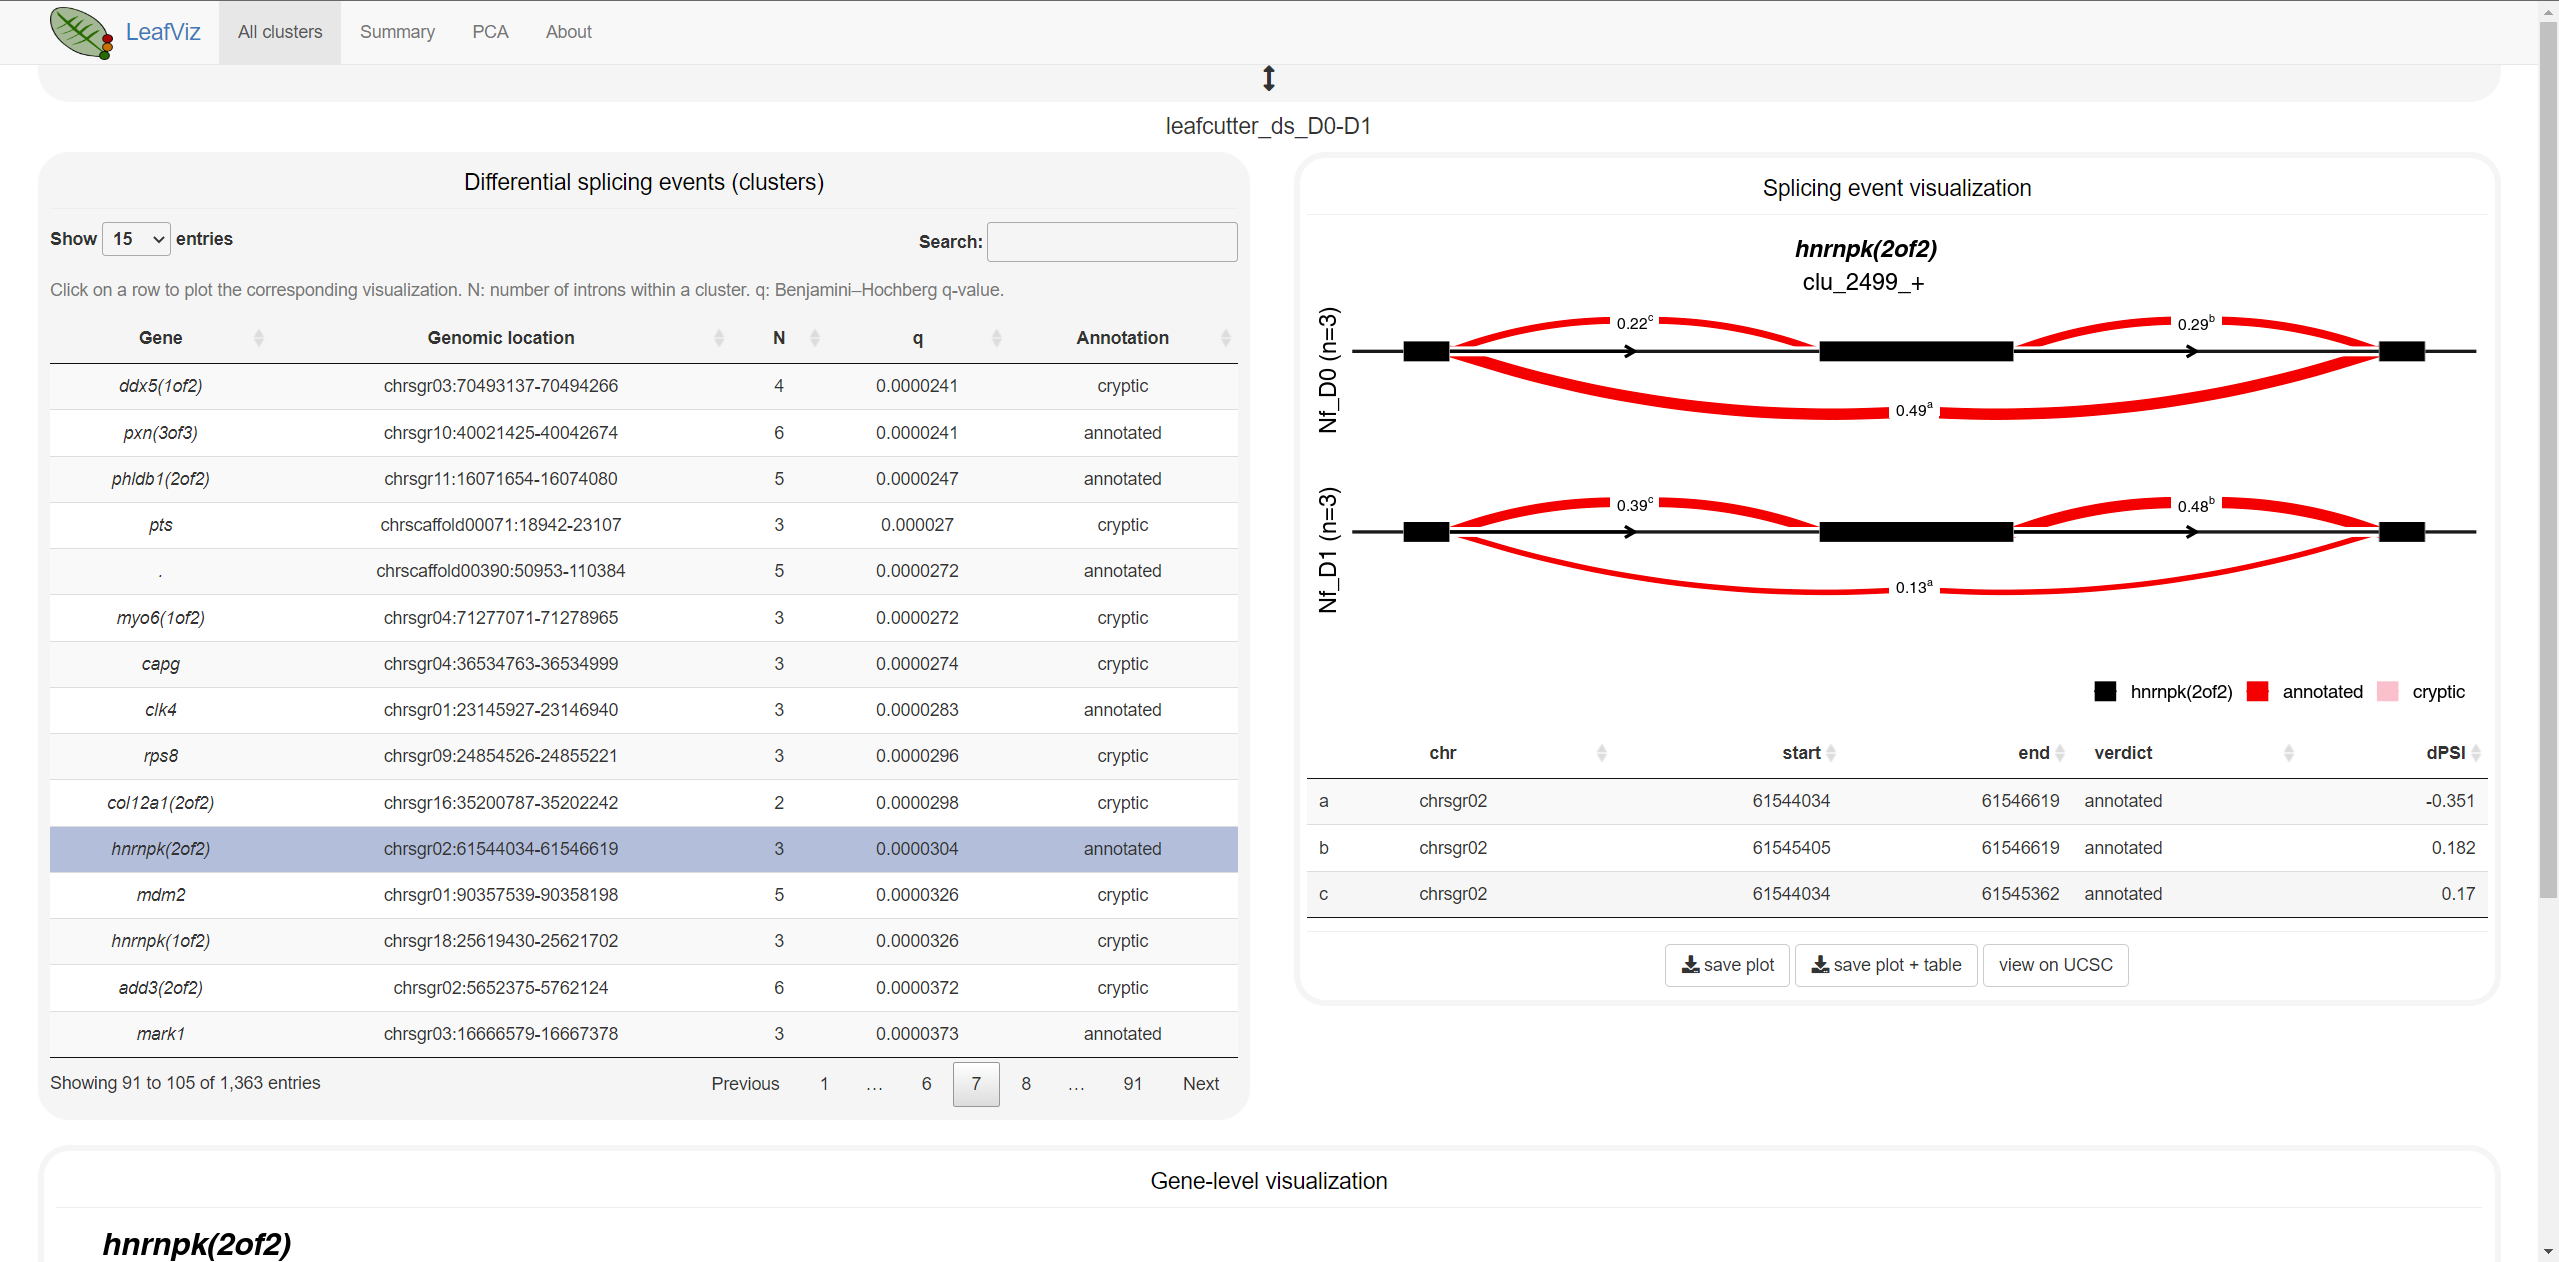 LeafViz All clusters Summary PCA About
leafcutter_ds_D0-D1
Differential splicing events (clusters)
Show 15 entries Search:
Click on a row to plot the corresponding visualization. N: number of introns within a cluster. q: Benjamini–Hochberg q-value.
Gene Genomic location N q Annotation
ddx5(1of2) chrsgr03:70493137-70494266 4 0.0000241 cryptic
pxn(3of3) chrsgr10:40021425-40042674 6 0.0000241 annotated
phldb1(2of2) chrsgr11:16071654-16074080 5 0.0000247 annotated
pts chrscaffold00071:18942-23107 3 0.000027 cryptic
. chrscaffold00390:50953-110384 5 0.0000272 annotated
myo6(1of2) chrsgr04:71277071-71278965 3 0.0000272 cryptic
capg chrsgr04:36534763-36534999 3 0.0000274 cryptic
clk4 chrsgr01:23145927-23146940 3 0.0000283 annotated
rps8 chrsgr09:24854526-24855221 3 0.0000296 cryptic
col12a1(2of2) chrsgr16:35200787-35202242 2 0.0000298 cryptic
hnrnpk(2of2) chrsgr02:61544034-61546619 3 0.0000304 annotated
mdm2 chrsgr01:90357539-90358198 5 0.0000326 cryptic
hnrnpk(1of2) chrsgr18:25619430-25621702 3 0.0000326 cryptic
add3(2of2) chrsgr02:5652375-5762124 6 0.0000372 cryptic
mark1 chrsgr03:16666579-16667378 3 0.0000373 annotated
Showing 91 to 105 of 1,363 entries Previous 1 … 6 7 8 … 91 Next
Splicing event visualization
hnrnpk(2of2)
clu_2499_+
Nf_D0 (n=3)
0.22c 0.29b
0.49a
Nf_D1 (n=3)
0.39c 0.48b
0.13a
hnrnpk(2of2) annotated cryptic
chr start end verdict dPSI
a chrsgr02 61544034 61546619 annotated -0.351
b chrsgr02 61545405 61546619 annotated 0.182
c chrsgr02 61544034 61545362 annotated 0.17
save plot save plot + table view on UCSC
Gene-level visualization
hnrnpk(2of2)